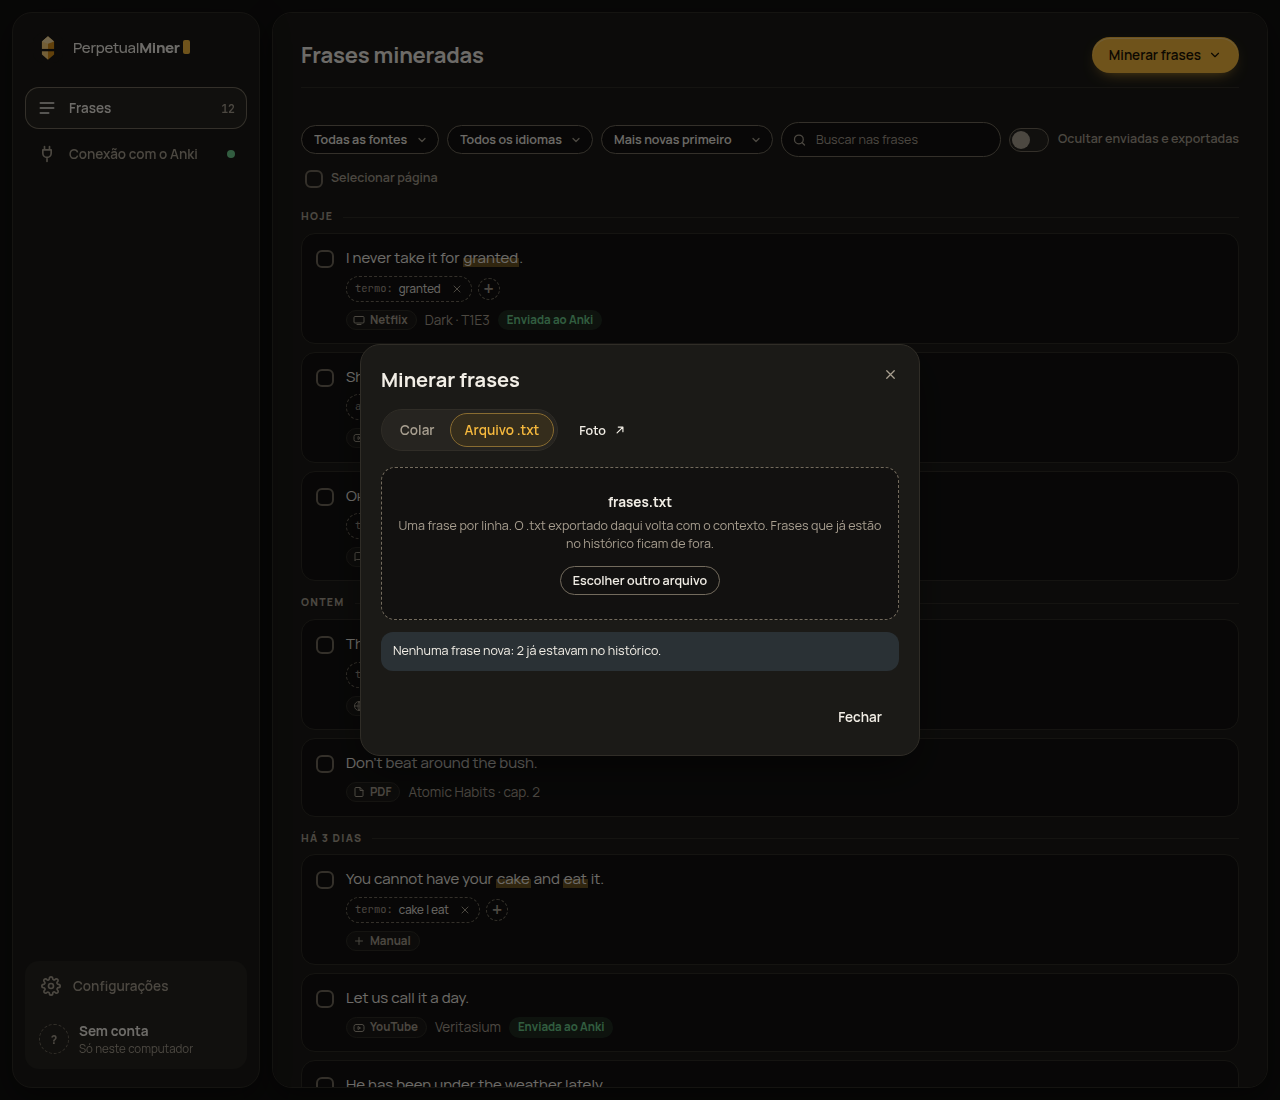 PerpetualMiner
Frases 12
Conexão com o Anki
Configurações
?
Sem conta
Só neste computador
Frases mineradas
Minerar frases
Todas as fontes
Todos os idiomas
Mais novas primeiro
Buscar nas frases
Ocultar enviadas e exportadas
Selecionar página
HOJE
I never take it for granted.
termo: granted × +
Netflix Dark · T1E3 Enviada ao Anki
Minerar frases
Colar
Arquivo .txt
Foto ↗
frases.txt
Uma frase por linha. O .txt exportado daqui volta com o contexto. Frases que já estão
no histórico ficam de fora.
Escolher outro arquivo
Nenhuma frase nova: 2 já estavam no histórico.
Fechar
ONTEM
Don't beat around the bush.
PDF Atomic Habits · cap. 2
HÁ 3 DIAS
You cannot have your cake and eat it.
termo: cake | eat × +
+ Manual
Let us call it a day.
YouTube Veritasium Enviada ao Anki
He has been under the weather lately.